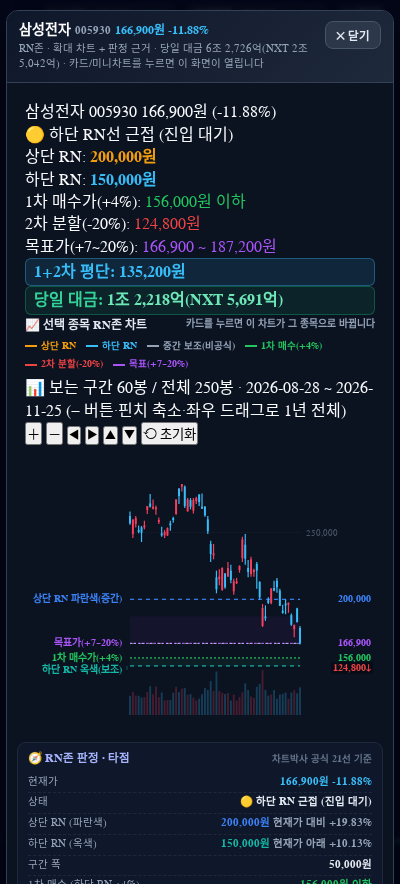 삼성전자 005930 166,900원 -11.88%
RN존 · 확대 차트 + 판정 근거 · 당일 대금 6조 2,726억(NXT 2조
5,042억) · 카드/미니차트를 누르면 이 화면이 열립니다
✕ 닫기
삼성전자 005930 166,900원 (-11.88%)
🟡 하단 RN선 근접 (진입 대기)
상단 RN: 200,000원
하단 RN: 150,000원
1차 매수가(+4%): 156,000원 이하
2차 분할(-20%): 124,800원
목표가(+7~20%): 166,900 ~ 187,200원
1+2차 평단: 135,200원
당일 대금: 1조 2,218억(NXT 5,691억)
📈 선택 종목 RN존 차트 카드를 누르면 이 차트가 그 종목으로 바뀝니다
상단 RN 하단 RN 중간 보조(비공식) 1차 매수(+4%)
2차 분할(-20%) 목표(+7~20%)
📊 보는 구간 60봉 / 전체 250봉 · 2026-08-28 ~ 2026-
11-25 (– 버튼·핀치 축소·좌우 드래그로 1년 전체)
+ − ◀ ▶ ▲ ▼ ⟲ 초기화
250,000
상단 RN 파란색(중간) 200,000
목표가(+7~20%) 166,900
1차 매수가(+4%) 156,000
하단 RN 옥색(보조) 124,800↓
🧭 RN존 판정 · 타점 차트박사 공식 21선 기준
현재가 166,900원 -11.88%
상태 🟡 하단 RN 근접 (진입 대기)
상단 RN (파란색) 200,000원 현재가 대비 +19.83%
하단 RN (옥색) 150,000원 현재가 아래 +10.13%
구간 폭 50,000원
1차 매수 (하단 RN +4%) 156,000원 이하